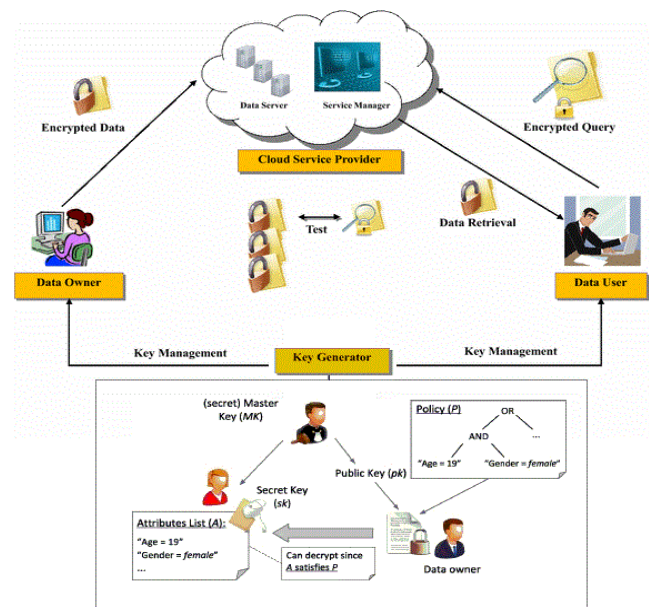 Data Server
Service Manager
Encrypted Data
Encrypted Query
Cloud Service Provider
Test
Data Retrieval
Data Owner
Data User
Key Management
Key Generator
Key Management
(secret) Master
Key (MK)
Policy (P)
OR
AND
...
"Age = 19"
"Gender = female"
Public Key (pk)
Secret Key
(sk)
Attributes List (A):
"Age = 19"
"Gender = female"
...
Can decrypt since
A satisfies P
Data owner